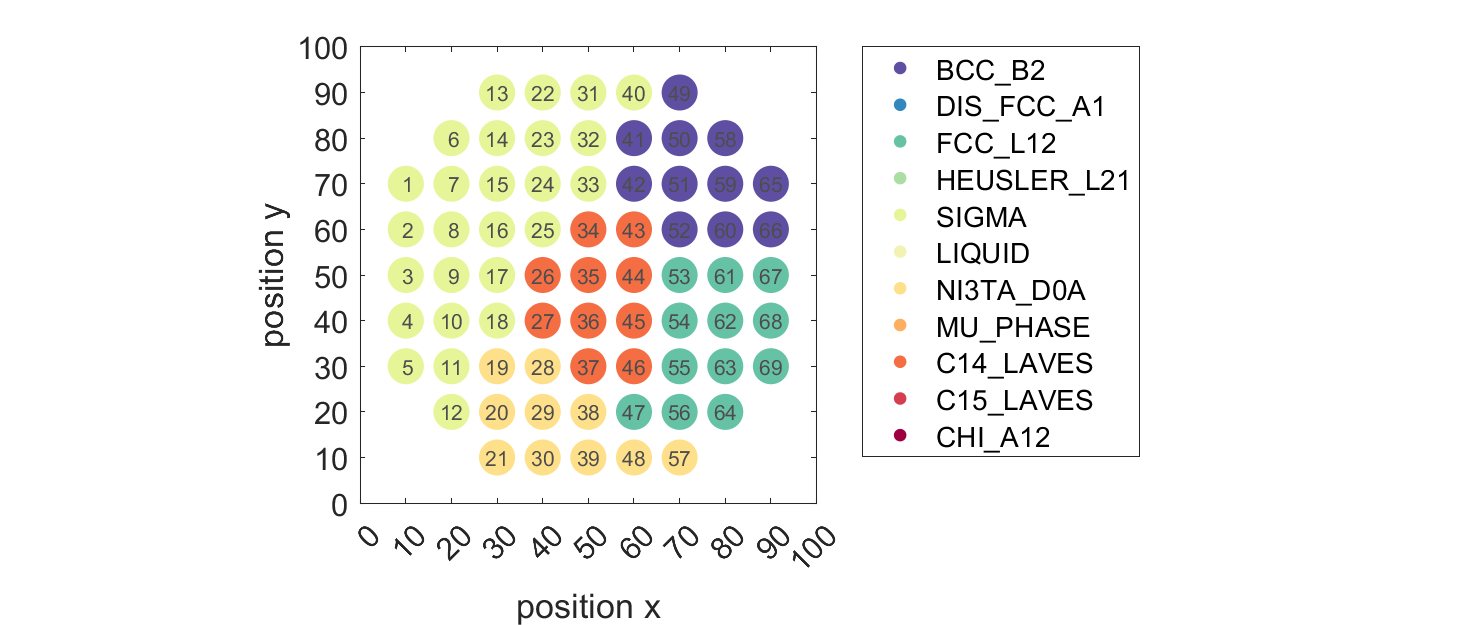 100
90
80
70
60
50
40
30
20
10
0
position y
13 22 31 40 49
6 14 23 32 41 50 58
1 7 15 24 33 42 51 59 65
2 8 16 25 34 43 52 60 66
3 9 17 26 35 44 53 61 67
4 10 18 27 36 45 54 62 68
5 11 19 28 37 46 55 63 69
12 20 29 38 47 56 64
21 30 39 48 57
0 10 20 30 40 50 60 70 80 90 100
position x
BCC_B2
DIS_FCC_A1
FCC_L12
HEUSLER_L21
SIGMA
LIQUID
NI3TA_D0A
MU_PHASE
C14_LAVES
C15_LAVES
CHI_A12